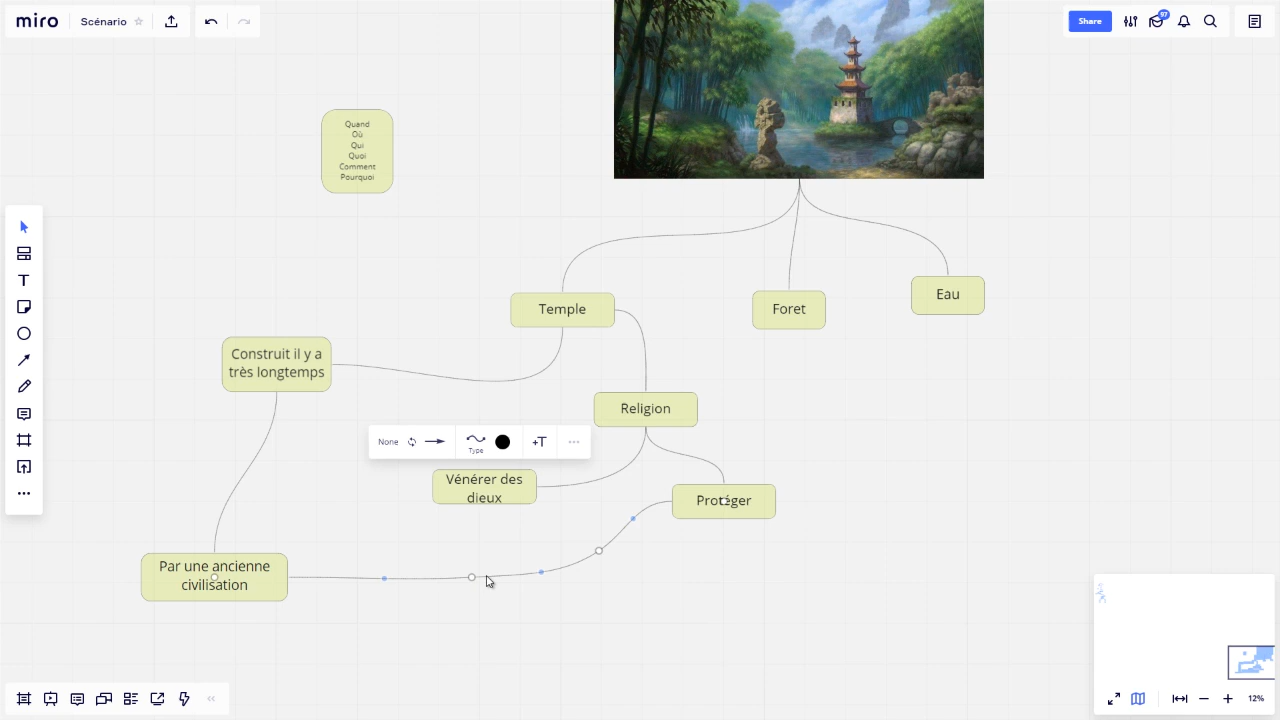 miro
Scénario
Share
97
Quand
Où
Qui
Quoi
Comment
Pourquoi
Temple
Foret
Eau
Construit il y a
très longtemps
Religion
None
Type
+T
Vénérer des
dieux
Protéger
Par une ancienne
civilisation
12%